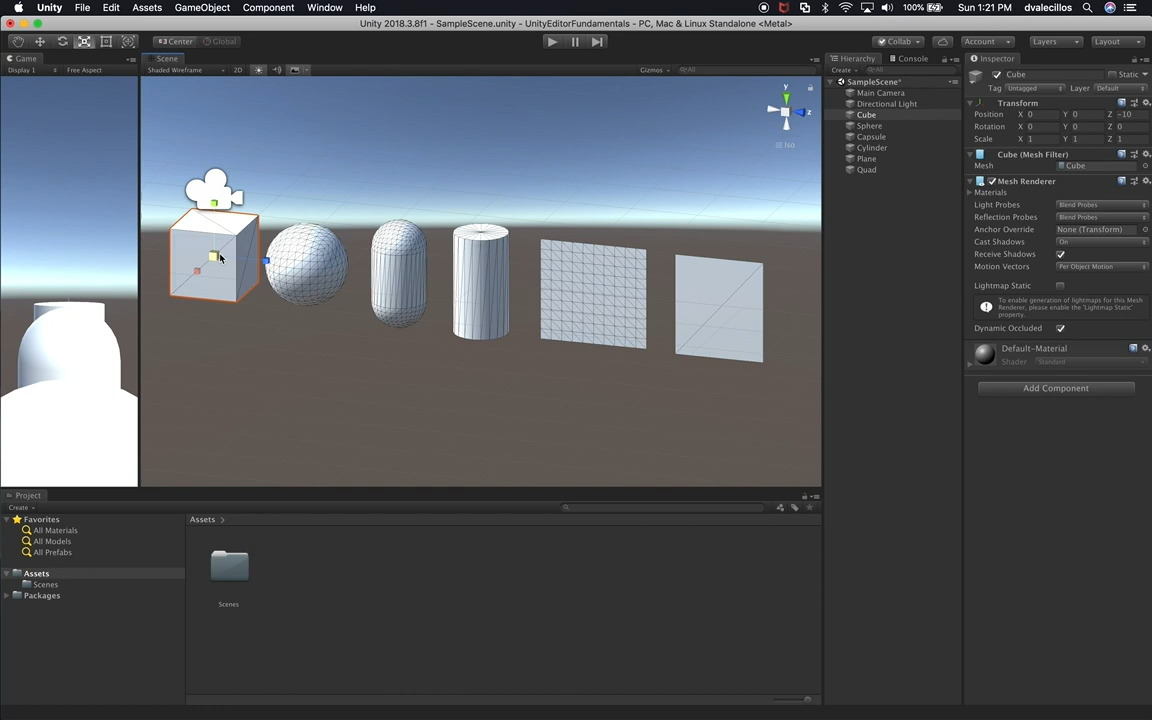 Unity File Edit Assets GameObject Component Window Help 100% Sun 1:21 PM dvalecillos
Unity 2018.3.8f1 - SampleScene.unity - UnityEditorFundamentals - PC, Mac & Linux Standalone <Metal>
Center Global Collab Account Layers Layout
Game Scene Hierarchy Console Inspector
Display 1 Free Aspect Shaded Wireframe 2D Gizmos All Create All
SampleScene*
Main Camera
Directional Light
Cube
Sphere
Capsule
Cylinder
Plane
Quad
y
z
Cube Static
Tag Untagged Layer Default
Transform
Position X 0 Y 0 Z -10
Rotation X 0 Y 0 Z 0
Scale X 1 Y 1 Z 1
Cube (Mesh Filter)
Mesh Cube
Mesh Renderer
Materials
Light Probes Blend Probes
Reflection Probes Blend Probes
Anchor Override None (Transform)
Cast Shadows On
Receive Shadows
Motion Vectors Per Object Motion
Lightmap Static
To enable generation of lightmaps for this Mesh
Renderer, please enable the 'Lightmap Static'
property.
Dynamic Occluded
Default-Material
Shader Standard
Add Component
Project
Create
Favorites
All Materials
All Models
All Prefabs
Assets
Scenes
Packages
Assets
Scenes